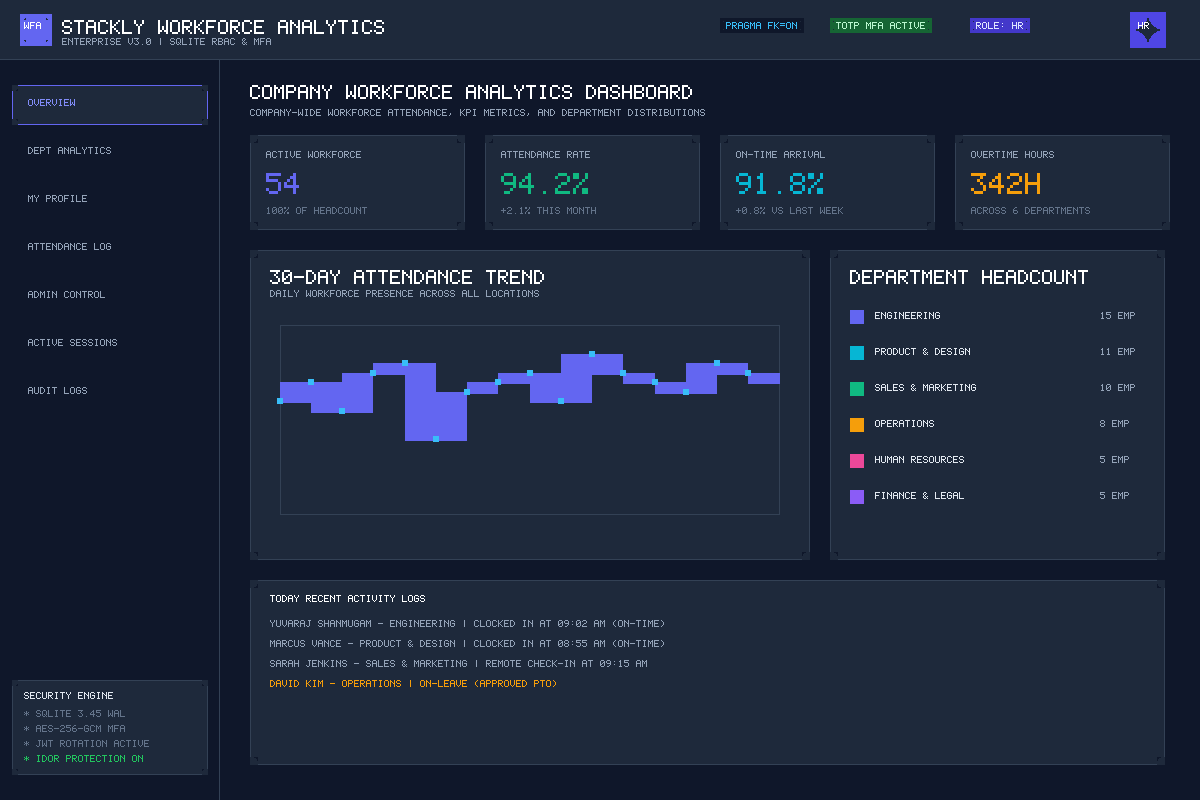 WFA
STACKLY WORKFORCE ANALYTICS
ENTERPRISE V3.0 | SQLITE RBAC & MFA
PRAGMA FK=ON
TOTP MFA ACTIVE
ROLE: HR
HR
OVERVIEW
DEPT ANALYTICS
MY PROFILE
ATTENDANCE LOG
ADMIN CONTROL
ACTIVE SESSIONS
AUDIT LOGS
SECURITY ENGINE
* SQLITE 3.45 WAL
* AES-256-GCM MFA
* JWT ROTATION ACTIVE
* IDOR PROTECTION ON
COMPANY WORKFORCE ANALYTICS DASHBOARD
COMPANY-WIDE WORKFORCE ATTENDANCE, KPI METRICS, AND DEPARTMENT DISTRIBUTIONS
ACTIVE WORKFORCE
54
100% OF HEADCOUNT
ATTENDANCE RATE
94.2%
+2.1% THIS MONTH
ON-TIME ARRIVAL
91.8%
+0.8% VS LAST WEEK
OVERTIME HOURS
342H
ACROSS 6 DEPARTMENTS
30-DAY ATTENDANCE TREND
DAILY WORKFORCE PRESENCE ACROSS ALL LOCATIONS
DEPARTMENT HEADCOUNT
ENGINEERING 15 EMP
PRODUCT & DESIGN 11 EMP
SALES & MARKETING 10 EMP
OPERATIONS 8 EMP
HUMAN RESOURCES 5 EMP
FINANCE & LEGAL 5 EMP
TODAY RECENT ACTIVITY LOGS
YUVARAJ SHANMUGAM - ENGINEERING | CLOCKED IN AT 09:02 AM (ON-TIME)
MARCUS VANCE - PRODUCT & DESIGN | CLOCKED IN AT 08:55 AM (ON-TIME)
SARAH JENKINS - SALES & MARKETING | REMOTE CHECK-IN AT 09:15 AM
DAVID KIM - OPERATIONS | ON-LEAVE (APPROVED PTO)